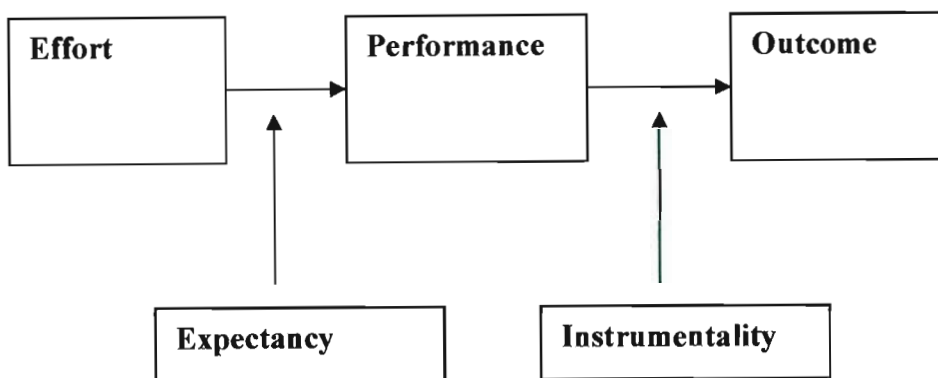 Effort
Performance
Outcome
Expectancy
Instrumentality